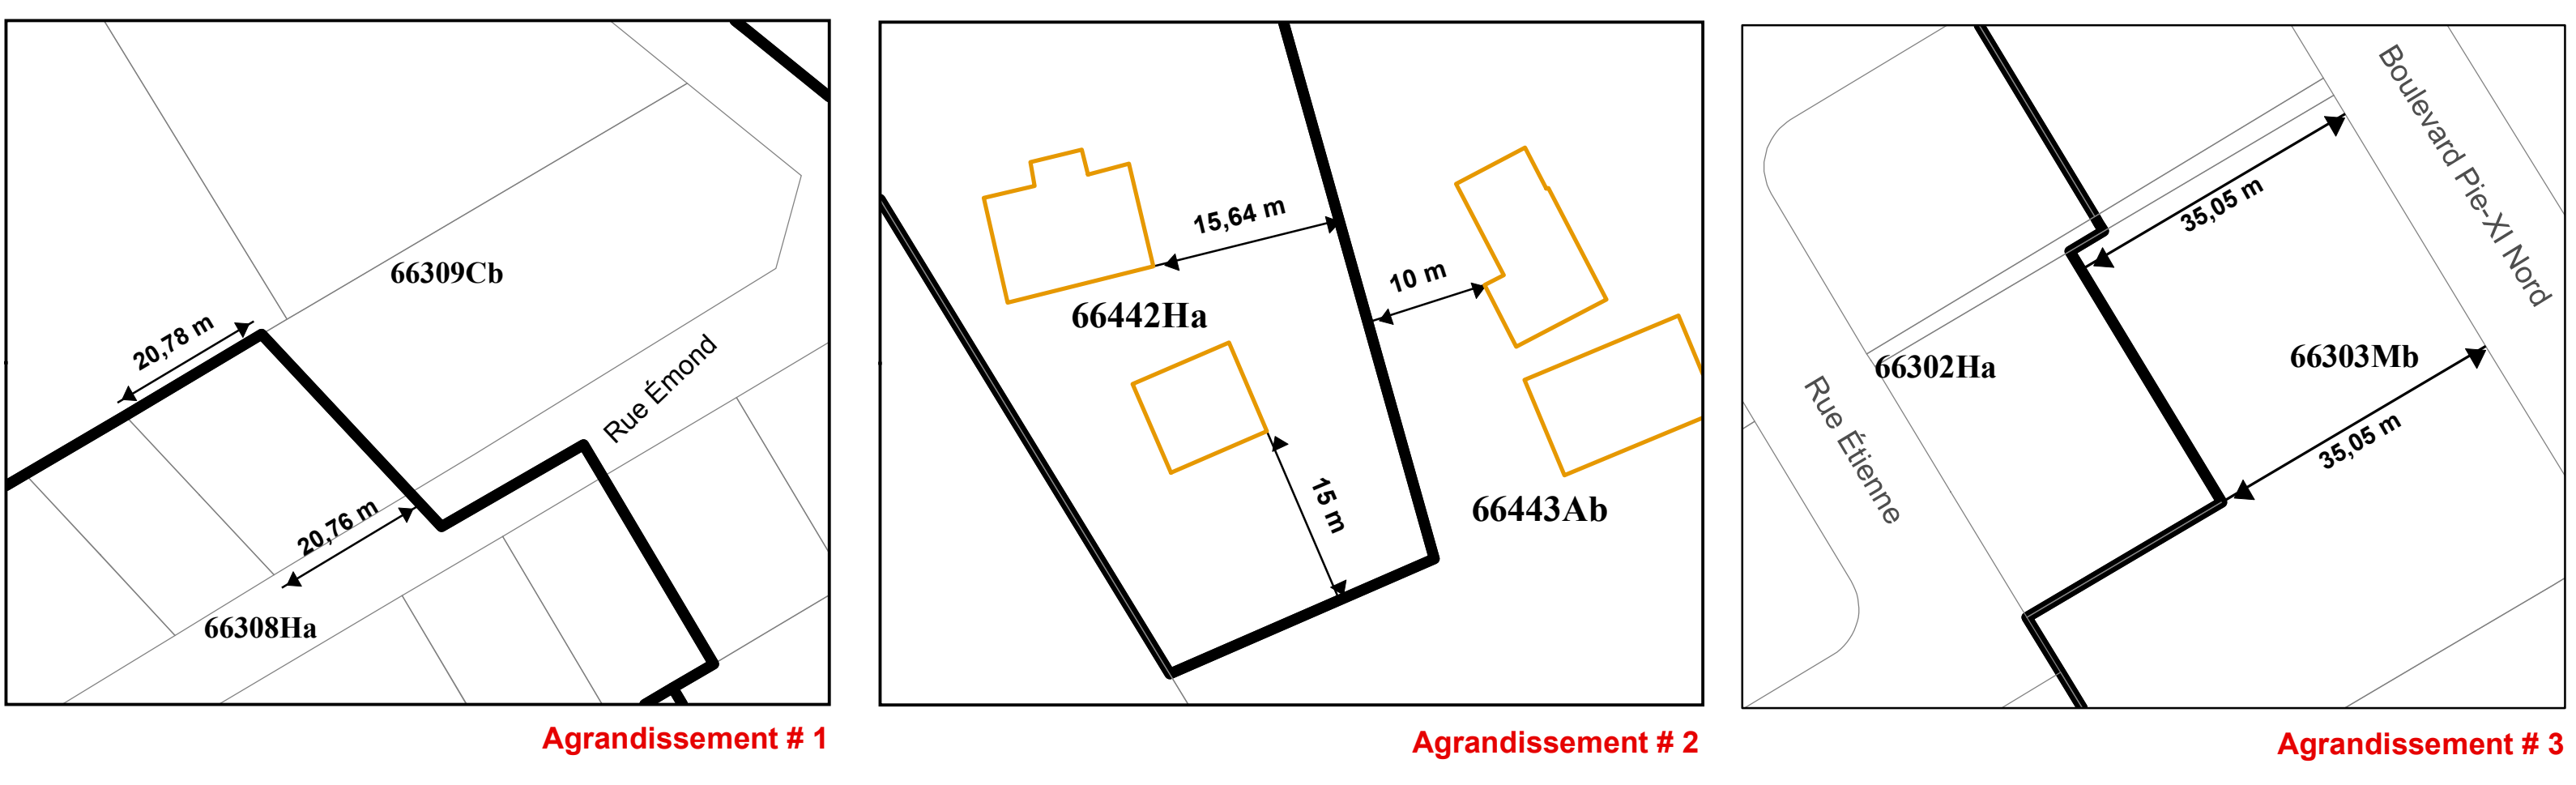 66309Cb
20,78 m
Rue Émond
20,76 m
66308Ha
Agrandissement # 1
15,64 m
10 m
66442Ha
15 m
66443Ab
Agrandissement # 2
Boulevard Pie-XI Nord
35,05 m
66302Ha
66303Mb
Rue Étienne
35,05 m
Agrandissement # 3